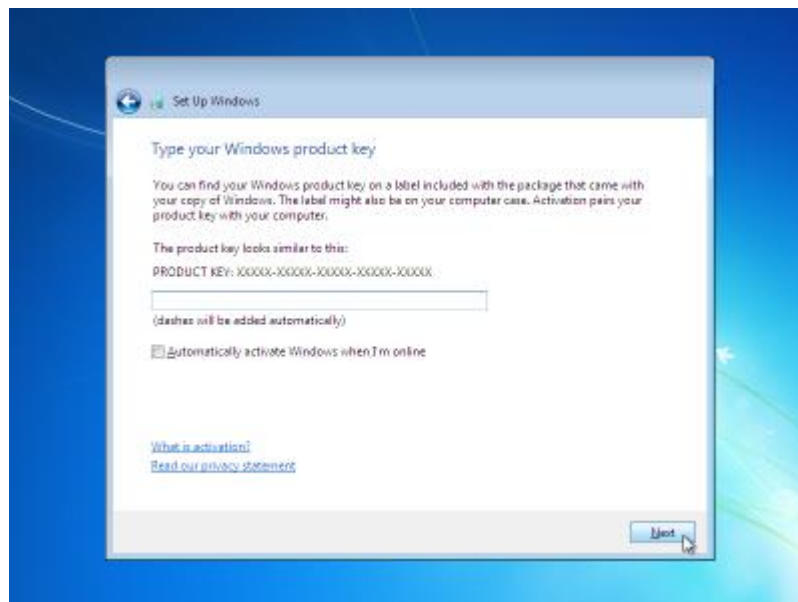 Set Up Windows
Type your Windows product key
You can find your Windows product key on a label included with the package that came with
your copy of Windows. The label might also be on your computer case. Activation pairs your
product key with your computer.
The product key looks similar to this:
PRODUCT KEY: XXXXX-XXXXX-XXXXX-XXXXX-XXXXX
(dashes will be added automatically)
Automatically activate Windows when I'm online
What is activation?
Read our privacy statement
Next